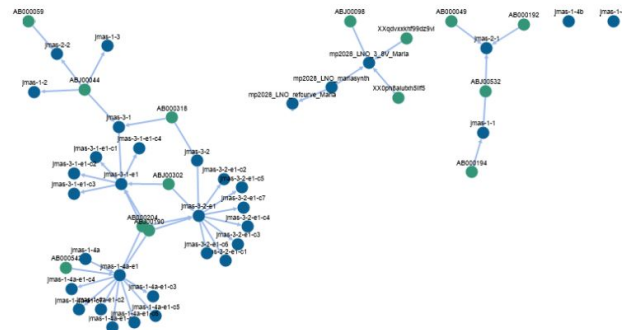 AB000059
jmas-2-2
jmas-1-3
ABJ00044
jmas-1-2
jmas-3-1
AB000318
jmas-3-1-e1-c4
jmas-3-1-e1-c1
jmas-3-2
jmas-3-1-e1-c2
jmas-3-1-e1
ABJ00302
jmas-3-2-e1-c2
jmas-3-2-e1-c5
jmas-3-1-e1-c3
jmas-3-2-e1-c7
jmas-3-2-e1
jmas-3-2-e1-c4
AB000204
jmas-3-2-e1-c3
jmas-3-2-e1-c6
jmas-1-4a
jmas-1-4a-e1
jmas-1-4a-e1-c4
jmas-1-4a-e1-c3
jmas-1-4a-e1-c5
ABJ00098
mp2028_LNO_3_8V_Maria
mp2028_LNO_mariasynth
mp2028_LNO_refcurve_Maria
AB000049
AB000192
jmas-2-1
ABJ00532
jmas-1-1
AB000194
jmas-1-4b
jmas-1-